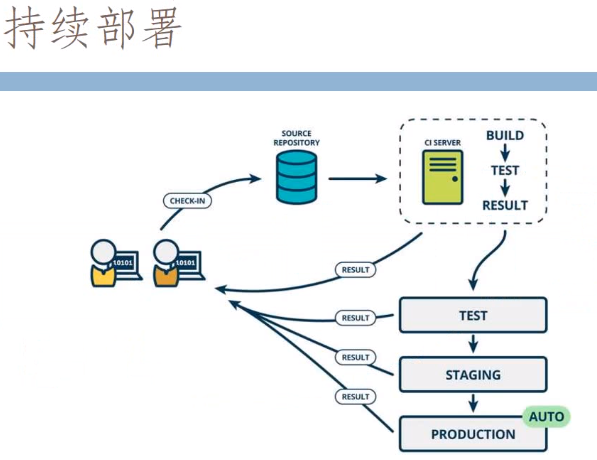 持续部署
SOURCE
REPOSITORY
CHECK-IN
CI SERVER
BUILD
TEST
RESULT
10101
10101
RESULT
RESULT
TEST
RESULT
STAGING
RESULT
AUTO
PRODUCTION